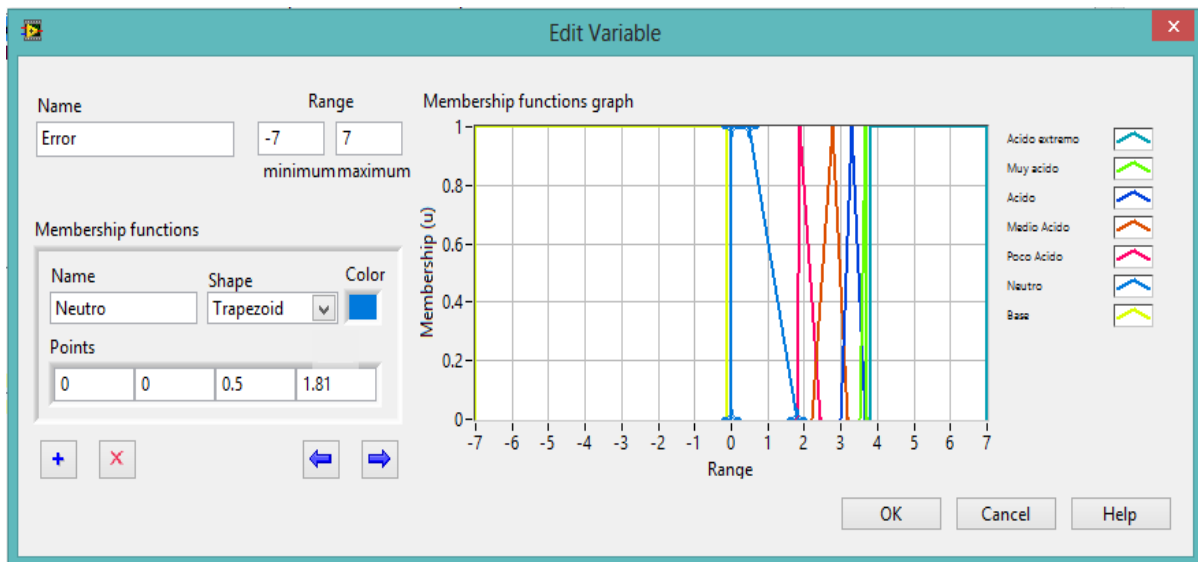 Edit Variable
Name
Range
Membership functions graph
Error
-7
7
minimum
maximum
Membership functions
Name
Shape
Color
Neutro
Trapezoid
Points
0
0
0.5
1.81
Membership (u)
1
0.8
0.6
0.4
0.2
0
-7 -6 -5 -4 -3 -2 -1 0 1 2 3 4 5 6 7
Range
Acido extremo
Muy acido
Acido
Medio Acido
Poco Acido
Neutro
Base
OK
Cancel
Help